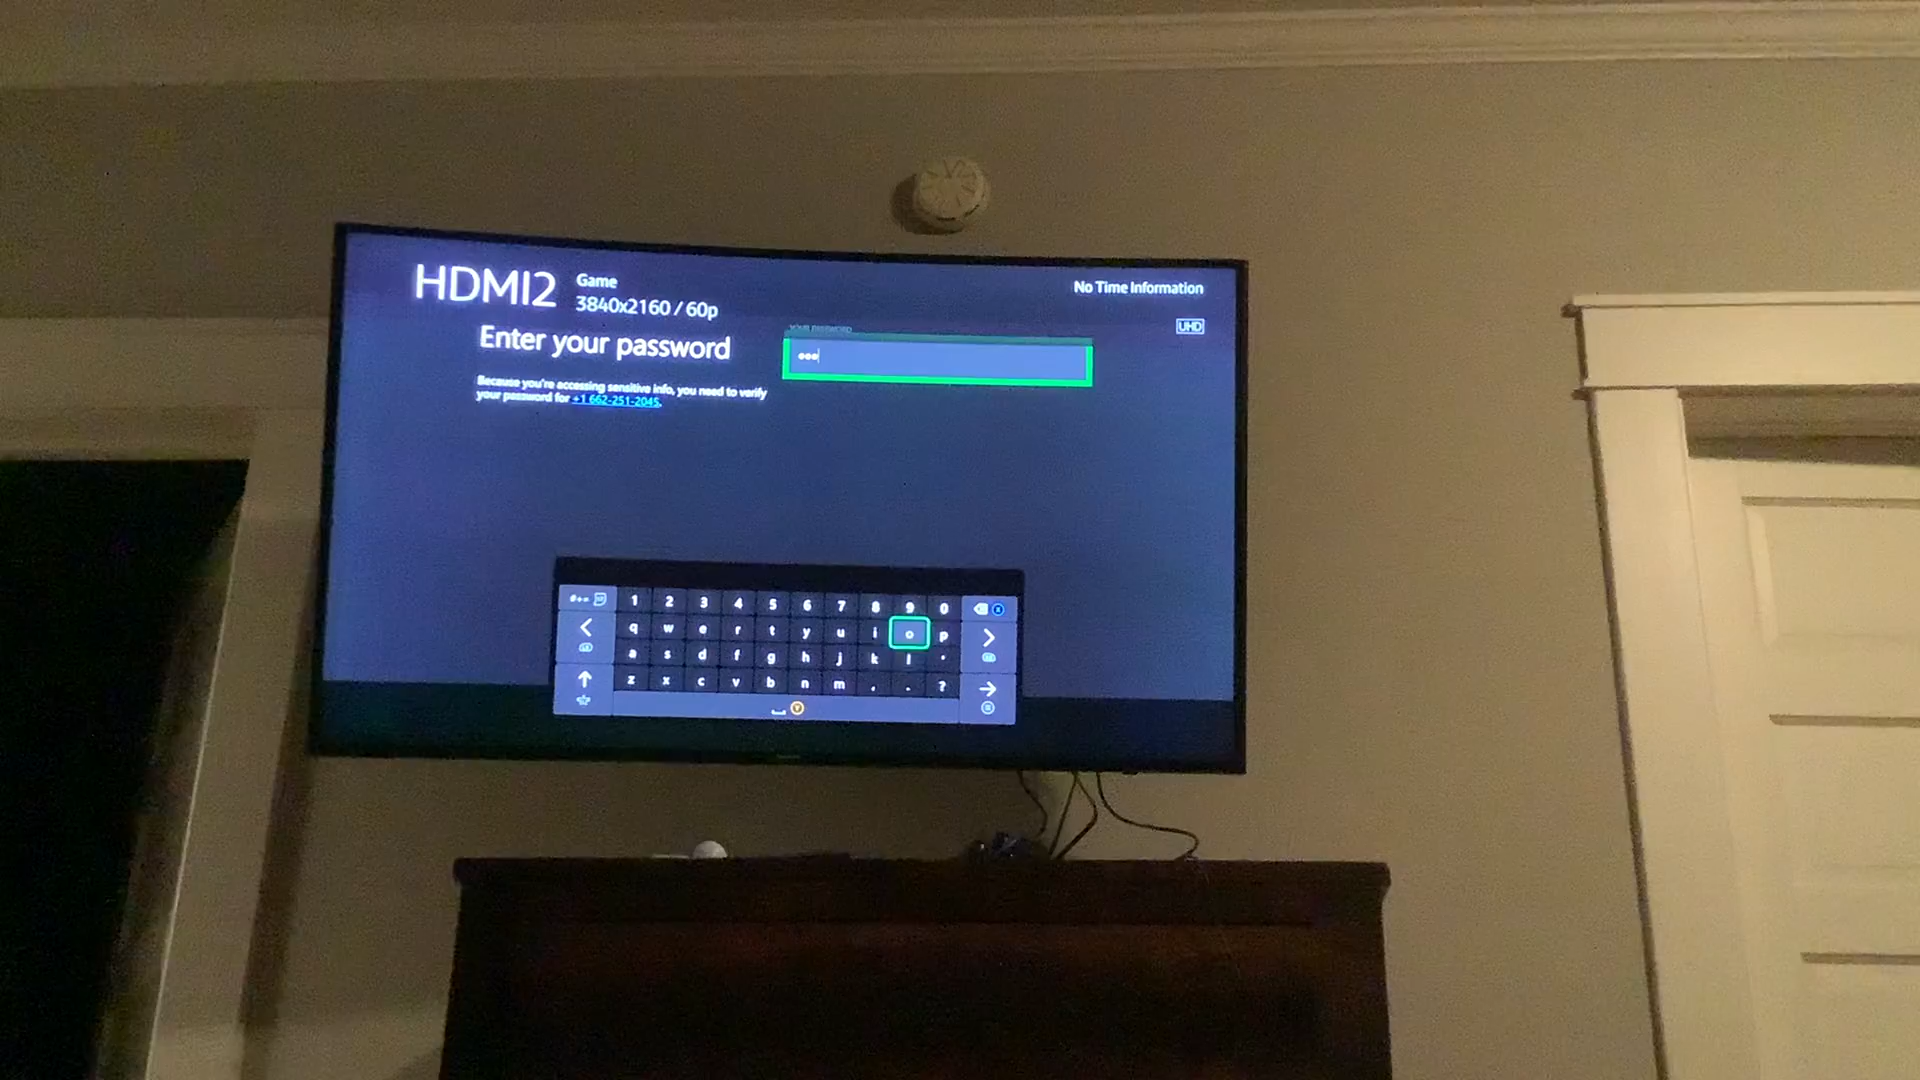 HDMI2
Game
3840x2160 / 60p
No Time Information
UHD
Enter your password
YOUR PASSWORD
Because you're accessing sensitive info, you need to verify
your password for +1 662-251-2045.
1 2 3 4 5 6 7 8 9 0
q w e r t y u i o p
a s d f g h j k l '
z x c v b n m , . ?
Y